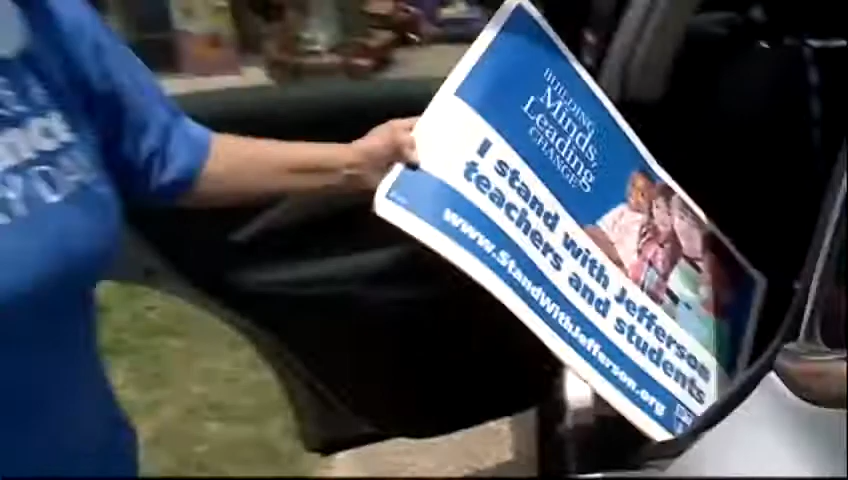 BUILDING
Minds,
Leading
CHANGE
I stand with Jefferson
teachers and students
www.StandWithJefferson.org